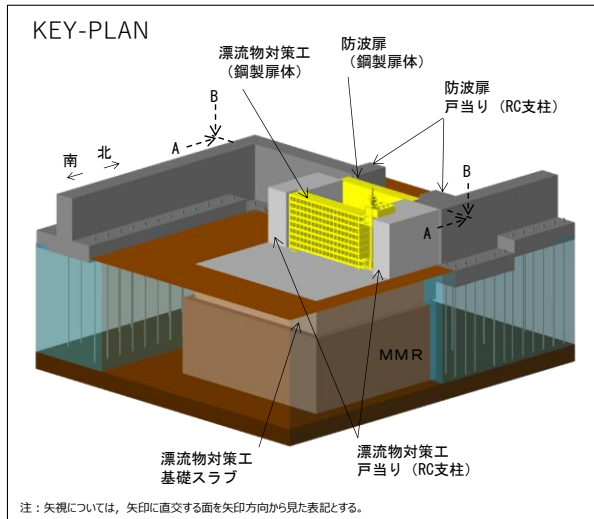 KEY-PLAN
漂流物対策工
（鋼製扉体）
防波扉
（鋼製扉体）
防波扉
戸当り（RC支柱）
B
A
南
北
B
A
MMR
漂流物対策工
基礎スラブ
漂流物対策工
戸当り（RC支柱）
注：矢視については，矢印に直交する面を矢印方向から見た表記とする。